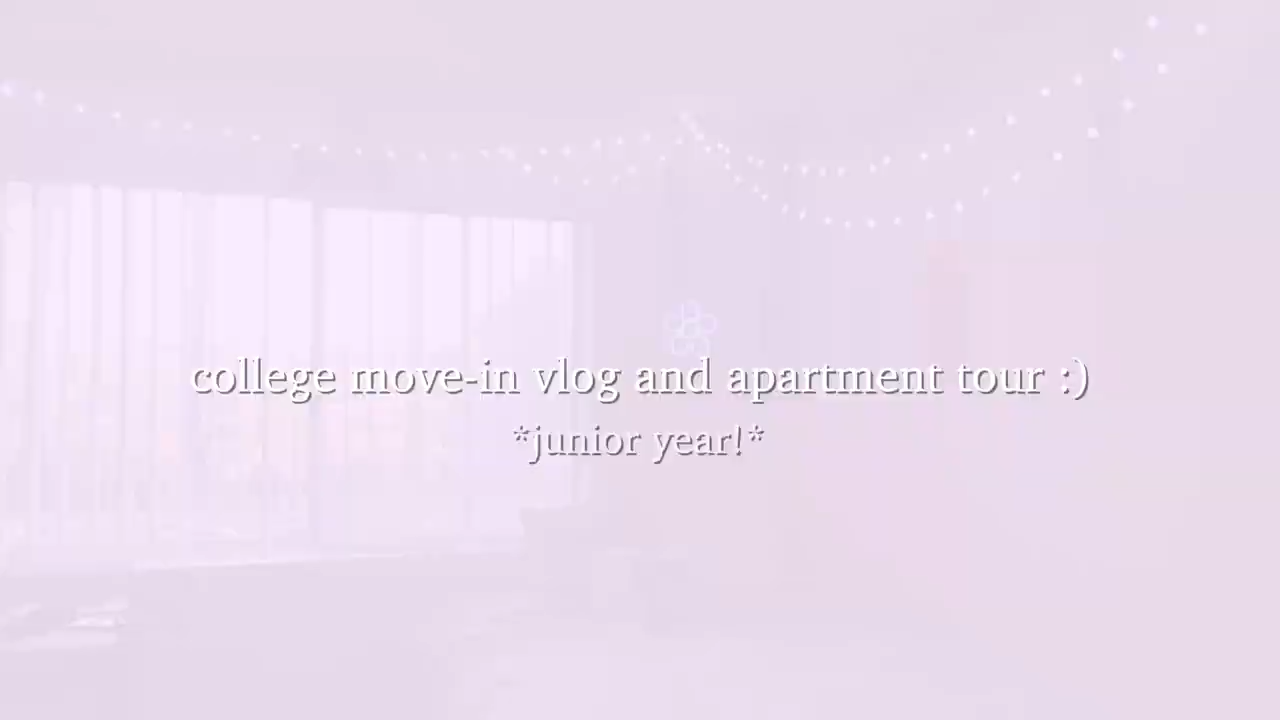 college move-in vlog and apartment tour :)
*junior year!*